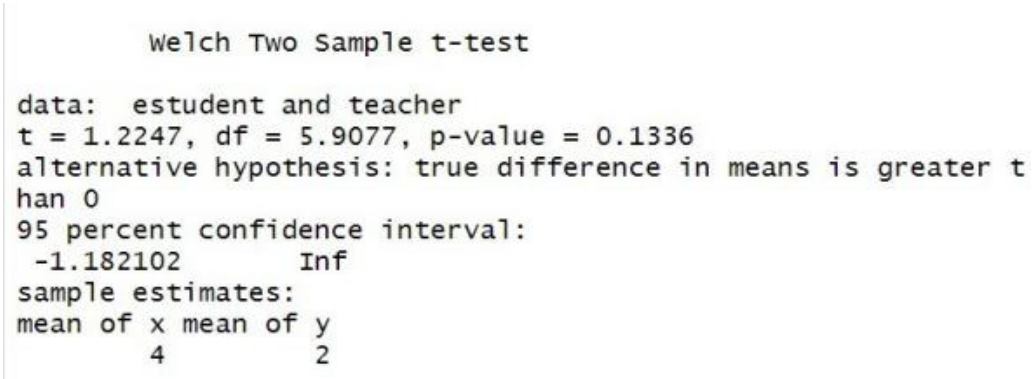 Welch Two Sample t-test
data:  estudent and teacher
t = 1.2247, df = 5.9077, p-value = 0.1336
alternative hypothesis: true difference in means is greater t
han 0
95 percent confidence interval:
 -1.182102       Inf
sample estimates:
mean of x mean of y
        4         2